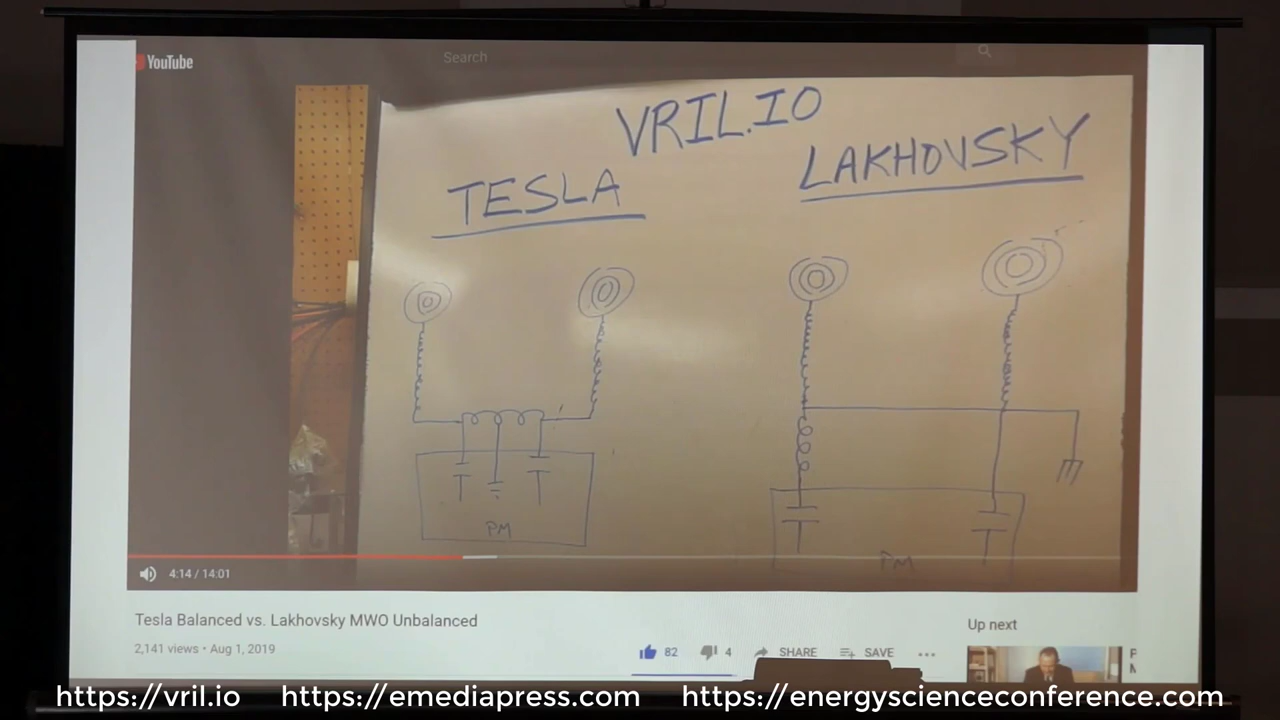 YouTube
Search
VRIL.IO
TESLA
LAKHOVSKY
PM
PM
4:14 / 14:01
Tesla Balanced vs. Lakhovsky MWO Unbalanced
2,141 views • Aug 1, 2019
82
4
SHARE
SAVE
Up next
P
https://vril.io https://emediapress.com https://energyscienceconference.com